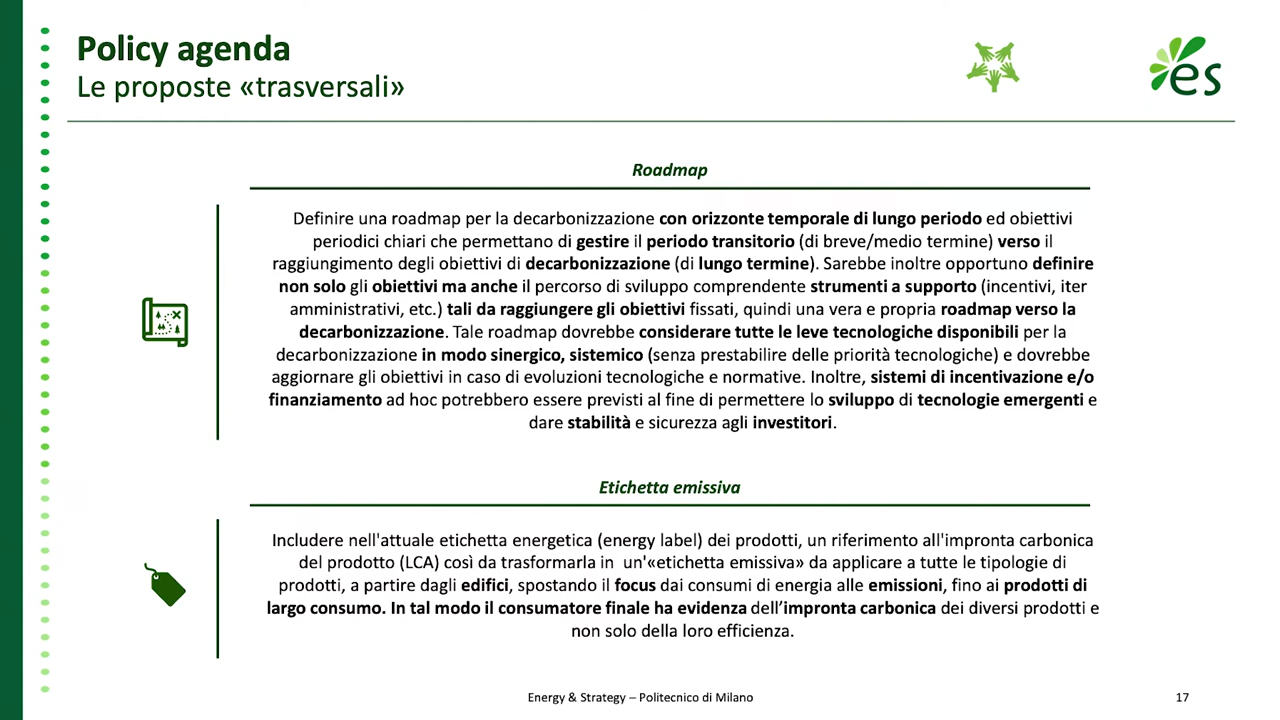 Policy agenda
Le proposte «trasversali»
es
Roadmap
Definire una roadmap per la decarbonizzazione con orizzonte temporale di lungo periodo ed obiettivi
periodici chiari che permettano di gestire il periodo transitorio (di breve/medio termine) verso il
raggiungimento degli obiettivi di decarbonizzazione (di lungo termine). Sarebbe inoltre opportuno definire
non solo gli obiettivi ma anche il percorso di sviluppo comprendente strumenti a supporto (incentivi, iter
amministrativi, etc.) tali da raggiungere gli obiettivi fissati, quindi una vera e propria roadmap verso la
decarbonizzazione. Tale roadmap dovrebbe considerare tutte le leve tecnologiche disponibili per la
decarbonizzazione in modo sinergico, sistemico (senza prestabilire delle priorità tecnologiche) e dovrebbe
aggiornare gli obiettivi in caso di evoluzioni tecnologiche e normative. Inoltre, sistemi di incentivazione e/o
finanziamento ad hoc potrebbero essere previsti al fine di permettere lo sviluppo di tecnologie emergenti e
dare stabilità e sicurezza agli investitori.
Etichetta emissiva
Includere nell'attuale etichetta energetica (energy label) dei prodotti, un riferimento all'impronta carbonica
del prodotto (LCA) così da trasformarla in un'«etichetta emissiva» da applicare a tutte le tipologie di
prodotti, a partire dagli edifici, spostando il focus dai consumi di energia alle emissioni, fino ai prodotti di
largo consumo. In tal modo il consumatore finale ha evidenza dell’impronta carbonica dei diversi prodotti e
non solo della loro efficienza.
Energy & Strategy – Politecnico di Milano
17